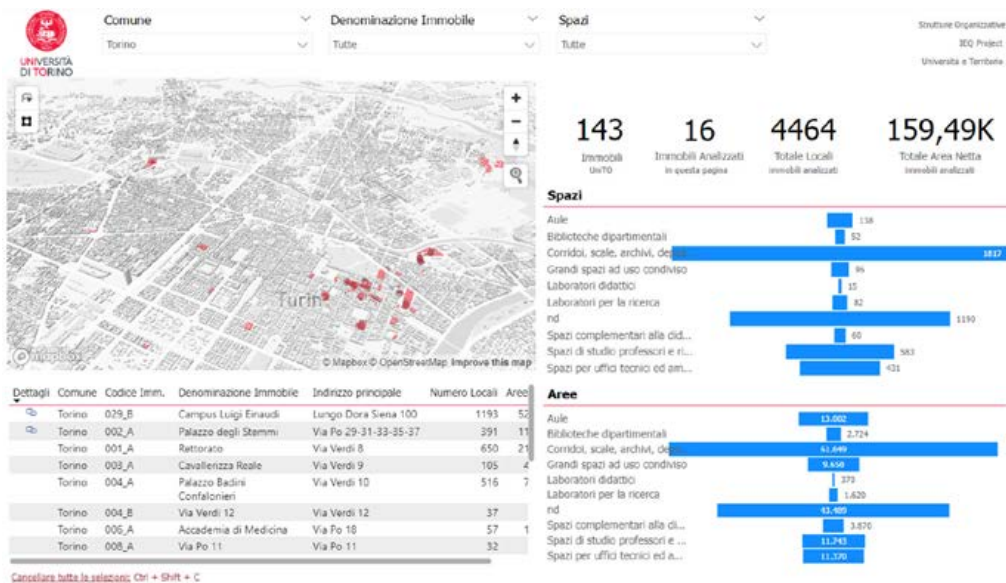 Comune
Denominazione Immobile
Spazi
Torino
Tutte
Tutte
Strutture Organizzative
IEQ Project
Università e Territorio
UNIVERSITÀ
DI TORINO
143
Immobili
UniTO
16
Immobili Analizzati
in questa pagina
4464
Totale Locali
immobili analizzati
159,49K
Totale Area Netta
immobili analizzati
Turin
mapbox
© Mapbox © OpenStreetMap Improve this map
Spazi
Aule 138
Biblioteche dipartimentali 52
Corridoi, scale, archivi, de 1817
Grandi spazi ad uso condiviso 96
Laboratori didattici 15
Laboratori per la ricerca 82
nd 1190
Spazi complementari alla did... 60
Spazi di studio professori e ri... 583
Spazi per uffici tecnici ed am... 431
Dettagli Comune Codice Imm. Denominazione Immobile Indirizzo principale Numero Locali Aree
Torino 029_B Campus Luigi Einaudi Lungo Dora Siena 100 1193 52
Torino 002_A Palazzo degli Stemmi Via Po 29-31-33-35-37 391 11
Torino 001_A Rettorato Via Verdi 8 650 21
Torino 003_A Cavallerizza Reale Via Verdi 9 105 4
Torino 004_A Palazzo Badini Confalonieri Via Verdi 10 516 7
Torino 004_B Via Verdi 12 Via Verdi 12 37
Torino 006_A Accademia di Medicina Via Po 18 57 1
Torino 008_A Via Po 11 Via Po 11 32
Cancellare tutte le selezioni: Ctrl + Shift + C
Aree
Aule 13.002
Biblioteche dipartimentali 2.724
Corridoi, scale, archivi, de 61.649
Grandi spazi ad uso condiviso 9.650
Laboratori didattici 370
Laboratori per la ricerca 1.620
nd 43.489
Spazi complementari alla di... 3.870
Spazi di studio professori e ... 11.743
Spazi per uffici tecnici ed a... 11.370